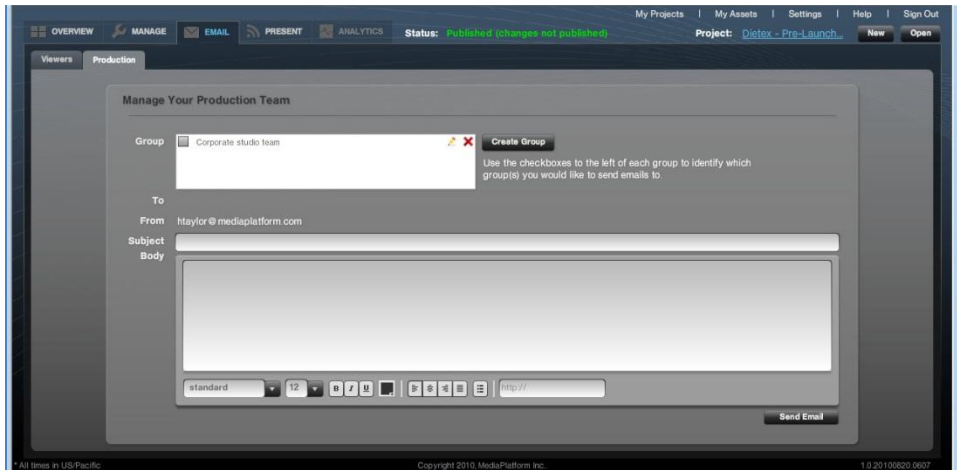 My Projects | My Assets | Settings | Help | Sign Out
OVERVIEW MANAGE EMAIL PRESENT ANALYTICS Status: Published (changes not published) Project: Dietex - Pre-Launch... New Open
Viewers Production
Manage Your Production Team
Group Corporate studio team Create Group
Use the checkboxes to the left of each group to identify which
group(s) you would like to send emails to.
To
From htaylor@mediaplatform.com
Subject
Body
standard 12 B I U http://
Send Email
* All times in US/Pacific Copyright 2010, MediaPlatform Inc. 1.0.20100820.0607